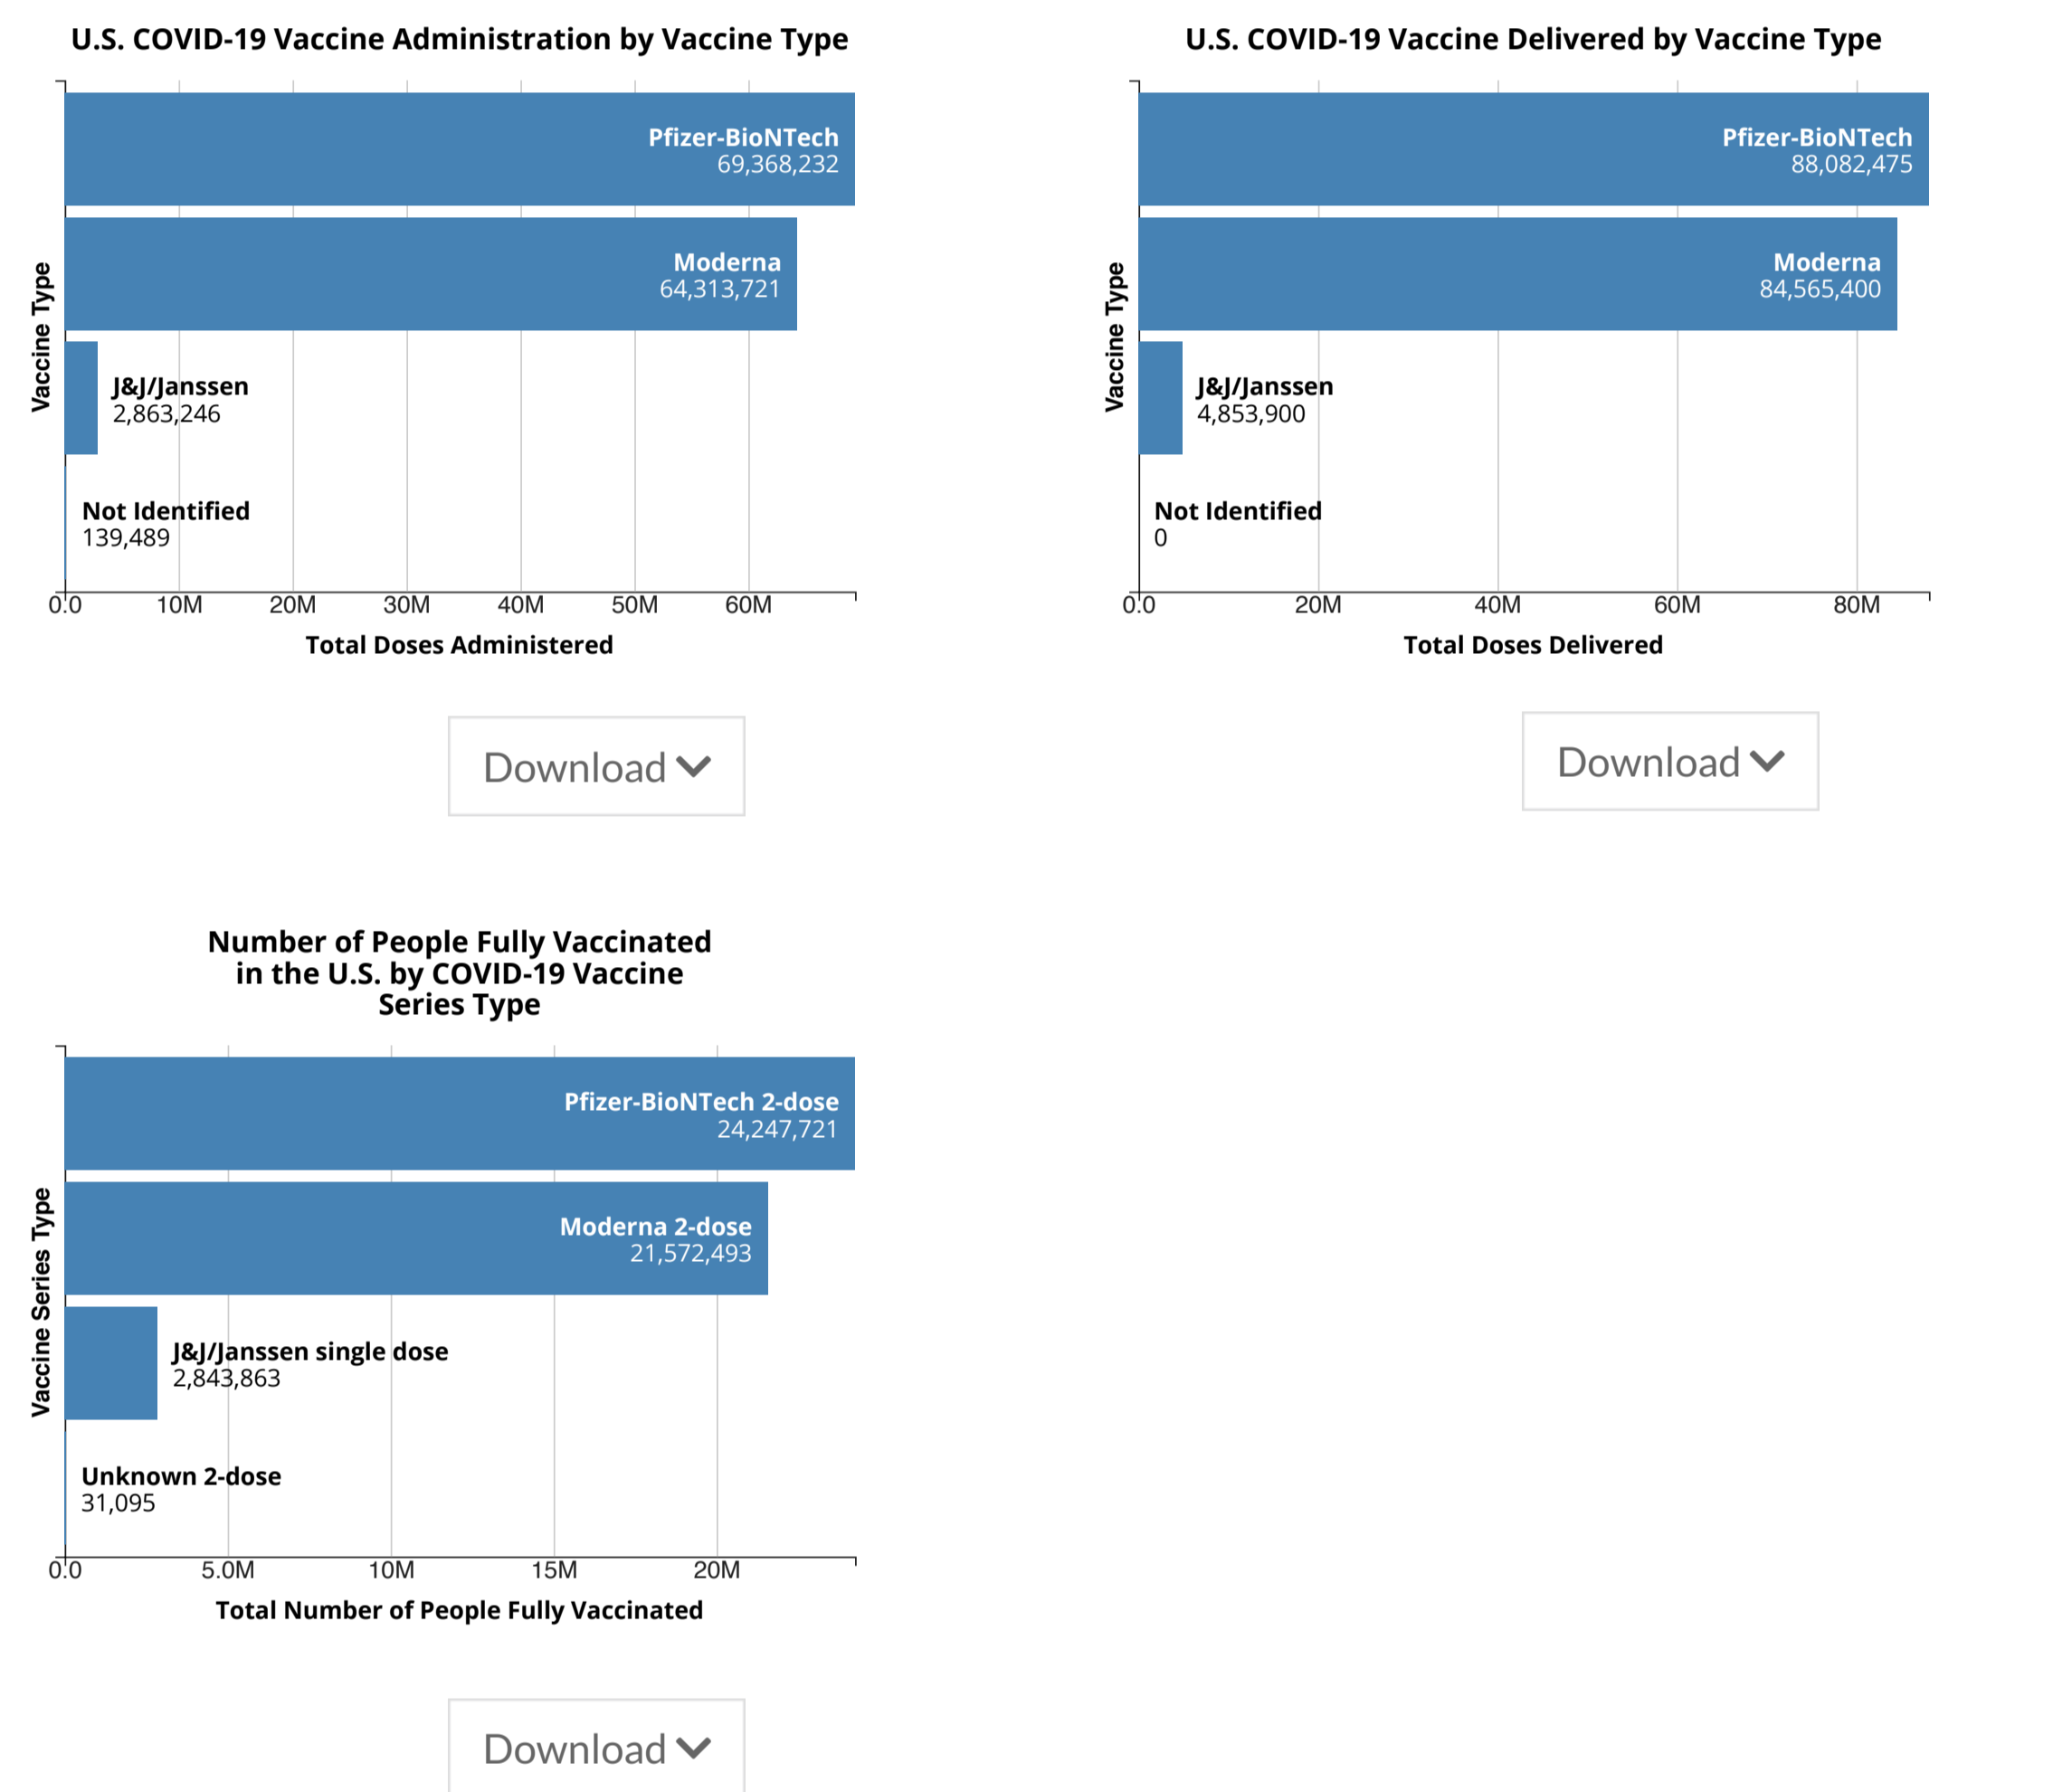 U.S. COVID-19 Vaccine Administration by Vaccine Type
Vaccine Type
Pfizer-BioNTech
69,368,232
Moderna
64,313,721
J&J/Janssen
2,863,246
Not Identified
139,489
0.0 10M 20M 30M 40M 50M 60M
Total Doses Administered
Download
U.S. COVID-19 Vaccine Delivered by Vaccine Type
Vaccine Type
Pfizer-BioNTech
88,082,475
Moderna
84,565,400
J&J/Janssen
4,853,900
Not Identified
0
0.0 20M 40M 60M 80M
Total Doses Delivered
Download
Number of People Fully Vaccinated
in the U.S. by COVID-19 Vaccine
Series Type
Vaccine Series Type
Pfizer-BioNTech 2-dose
24,247,721
Moderna 2-dose
21,572,493
J&J/Janssen single dose
2,843,863
Unknown 2-dose
31,095
0.0 5.0M 10M 15M 20M
Total Number of People Fully Vaccinated
Download